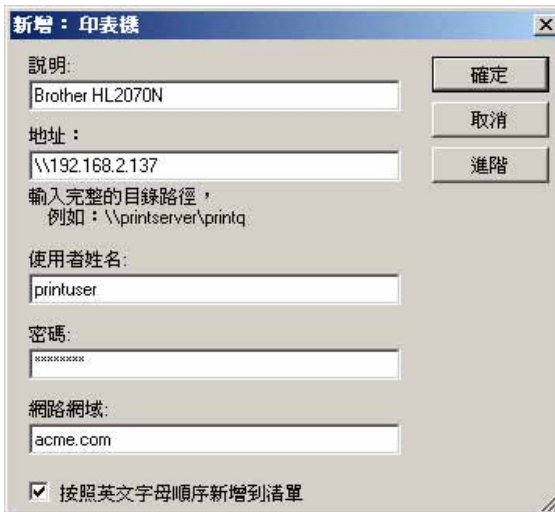 新增： 印表機
說明:
Brother HL2070N
地址：
\\192.168.2.137
輸入完整的目錄路徑，
例如：\\printserver\printq
使用者姓名:
printuser
密碼:
********
網路網域:
acme.com
按照英文字母順序新增到清單
確定
取消
進階